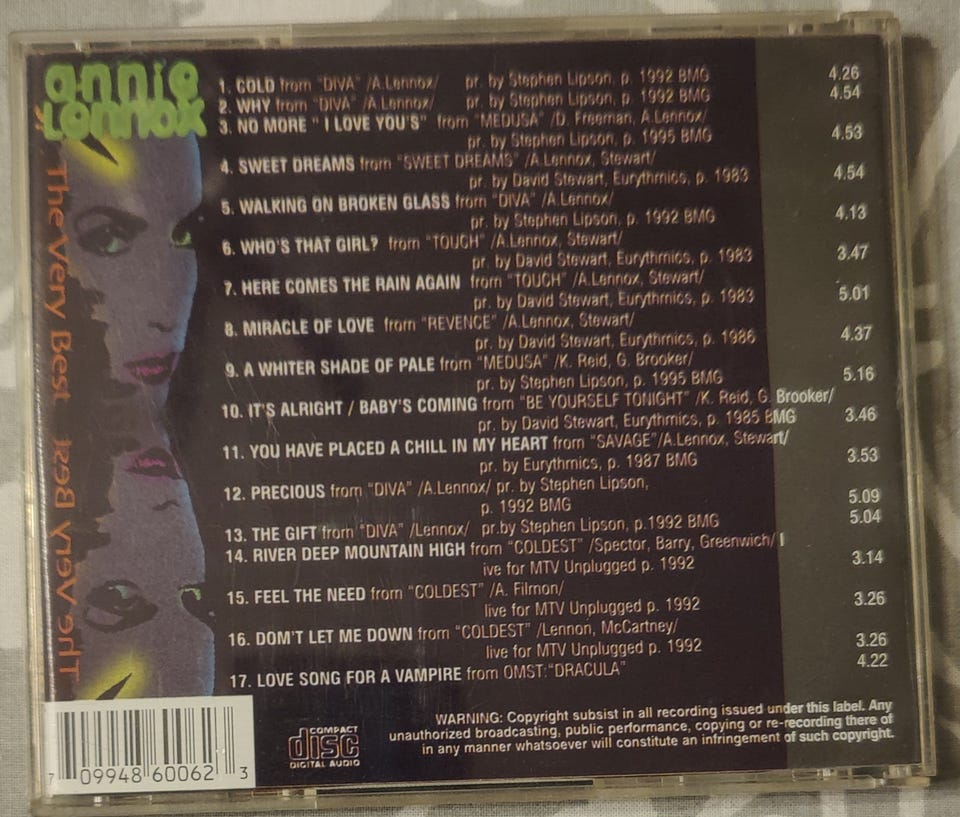 annie
Lennox
The Very Best
The Very Best
1. COLD from "DIVA" /A.Lennox/ pr. by Stephen Lipson, p. 1992 BMG 4.26
2. WHY from "DIVA" /A.Lennox/ pr. by Stephen Lipson, p. 1992 BMG 4.54
3. NO MORE " I LOVE YOU'S" from "MEDUSA" /D. Freeman, A.Lennox/
pr. by Stephen Lipson, p. 1995 BMG 4.53
4. SWEET DREAMS from "SWEET DREAMS" /A.Lennox, Stewart/
pr. by David Stewart, Eurythmics, p. 1983 4.54
5. WALKING ON BROKEN GLASS from "DIVA" /A.Lennox/
pr. by Stephen Lipson, p. 1992 BMG 4.13
6. WHO'S THAT GIRL? from "TOUCH" /A.Lennox, Stewart/
pr. by David Stewart, Eurythmics, p. 1983 3.47
7. HERE COMES THE RAIN AGAIN from "TOUCH" /A.Lennox, Stewart/
pr. by David Stewart, Eurythmics, p. 1983 5.01
8. MIRACLE OF LOVE from "REVENGE" /A.Lennox, Stewart/
pr. by David Stewart, Eurythmics, p. 1986 4.37
9. A WHITER SHADE OF PALE from "MEDUSA" /K. Reid, G. Brooker/
pr. by Stephen Lipson, p. 1995 BMG 5.16
10. IT'S ALRIGHT / BABY'S COMING from "BE YOURSELF TONIGHT" /K. Reid, G. Brooker/
pr. by David Stewart, Eurythmics, p. 1985 BMG 3.46
11. YOU HAVE PLACED A CHILL IN MY HEART from "SAVAGE"/A.Lennox, Stewart/
pr. by Eurythmics, p. 1987 BMG 3.53
12. PRECIOUS from "DIVA" /A.Lennox/ pr. by Stephen Lipson,
p. 1992 BMG 5.09
13. THE GIFT from "DIVA" /Lennox/ pr.by Stephen Lipson, p.1992 BMG 5.04
14. RIVER DEEP MOUNTAIN HIGH from "COLDEST" /Spector, Barry, Greenwich/ l
ive for MTV Unplugged p. 1992 3.14
15. FEEL THE NEED from "COLDEST" /A. Filmon/
live for MTV Unplugged p. 1992 3.26
16. DOM'T LET ME DOWN from "COLDEST" /Lennon, McCartney/
live for MTV Unplugged p. 1992 3.26
17. LOVE SONG FOR A VAMPIRE from OMST:"DRACULA" 4.22
WARNING: Copyright subsist in all recording issued under this label. Any
unauthorized broadcasting, public performance, copying or re-recording there of
in any manner whatsoever will constitute an infringement of such copyright.
COMPACT
disc
DIGITAL AUDIO
7 09948 60062 3